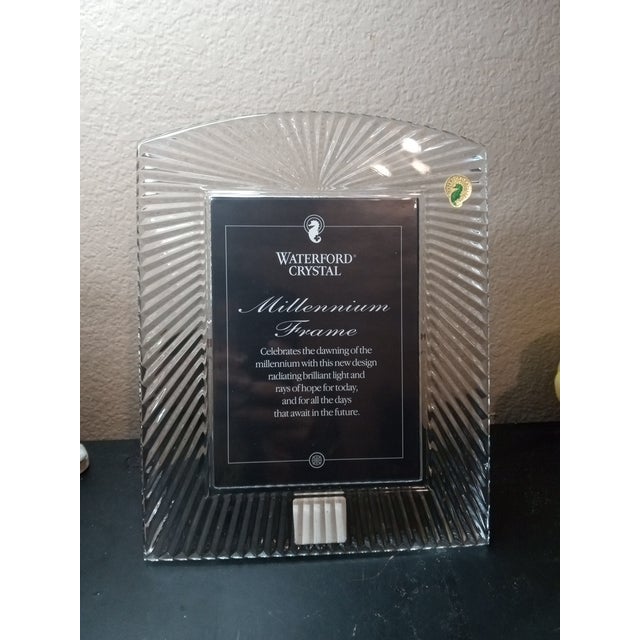 WATERFORD®
CRYSTAL
Millennium
Frame
Celebrates the dawning of the
millennium with this new design
radiating brilliant light and
rays of hope for today,
and for all the days
that await in the future.